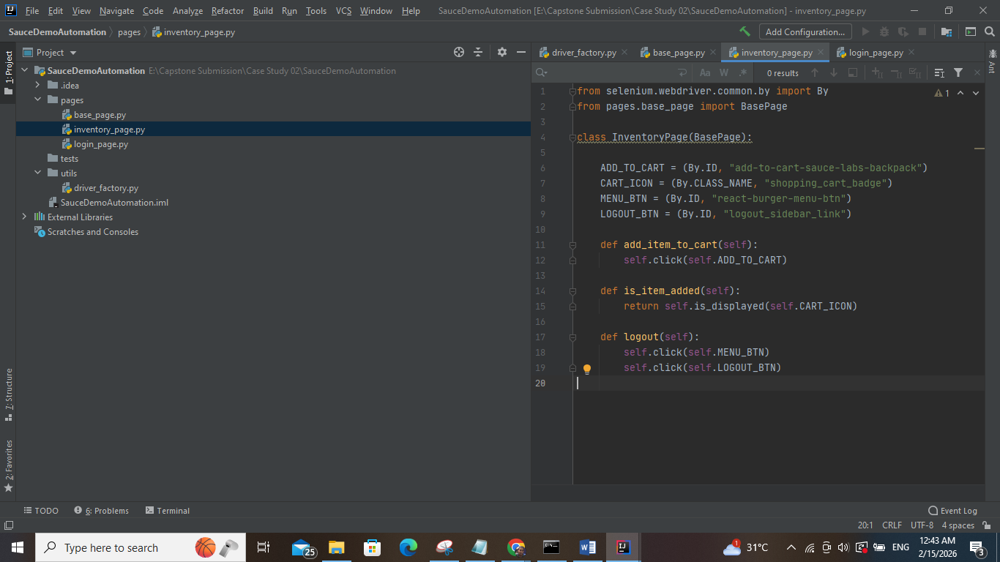 File Edit View Navigate Code Analyze Refactor Build Run Tools VCS Window Help SauceDemoAutomation [E:\Capstone Submission\Case Study 02\SauceDemoAutomation] - inventory_page.py
SauceDemoAutomation pages inventory_page.py Add Configuration...
1: Project
Project
driver_factory.py base_page.py inventory_page.py login_page.py
Ant
SauceDemoAutomation E:\Capstone Submission\Case Study 02\SauceDemoAutomation
.idea
pages
base_page.py
inventory_page.py
login_page.py
tests
utils
driver_factory.py
SauceDemoAutomation.iml
External Libraries
Scratches and Consoles
Aa W .* 0 results
1 from selenium.webdriver.common.by import By
1
2 from pages.base_page import BasePage
3
4 class InventoryPage(BasePage):
5
6 ADD_TO_CART = (By.ID, "add-to-cart-sauce-labs-backpack")
7 CART_ICON = (By.CLASS_NAME, "shopping_cart_badge")
8 MENU_BTN = (By.ID, "react-burger-menu-btn")
9 LOGOUT_BTN = (By.ID, "logout_sidebar_link")
10
11 def add_item_to_cart(self):
12 self.click(self.ADD_TO_CART)
13
14 def is_item_added(self):
15 return self.is_displayed(self.CART_ICON)
16
17 def logout(self):
18 self.click(self.MENU_BTN)
19 self.click(self.LOGOUT_BTN)
20
7: Structure
2: Favorites
TODO 6: Problems Terminal Event Log
20:1 CRLF UTF-8 4 spaces
Type here to search 25 31°C 1 ENG 12:43 AM
2/15/2026 3